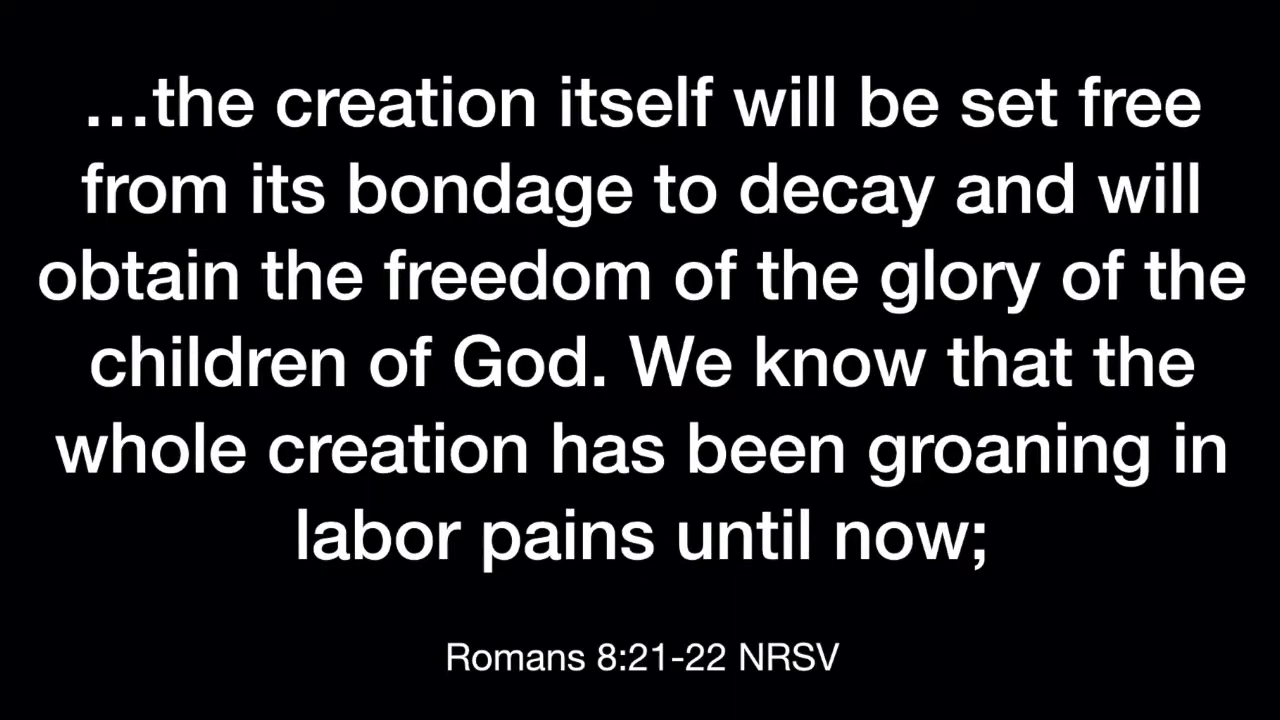 …the creation itself will be set free
from its bondage to decay and will
obtain the freedom of the glory of the
children of God. We know that the
whole creation has been groaning in
labor pains until now;
Romans 8:21-22 NRSV